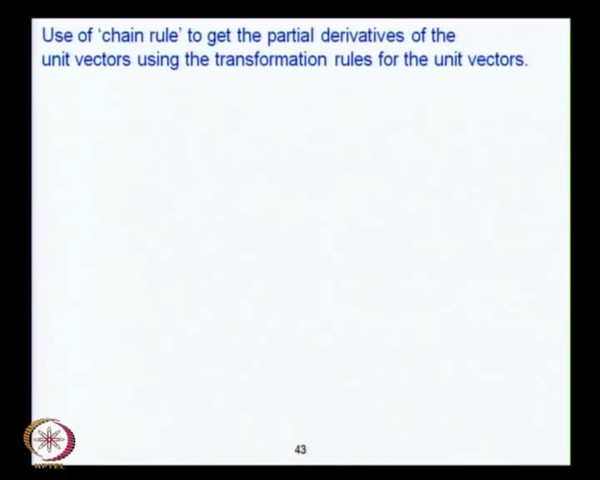 Use of ‘chain rule’ to get the partial derivatives of the
unit vectors using the transformation rules for the unit vectors.
43
NPTEL